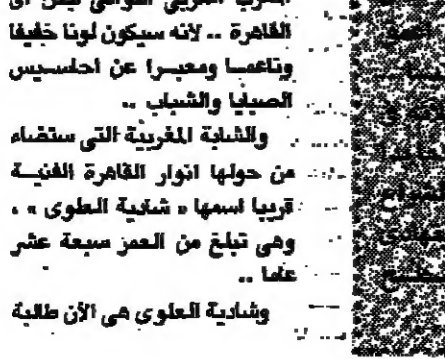 القاهرة .. لأنه سيكون لونا خفيفا
وناعما ومعبرا عن احاسيس
الصبايا والشباب ..
والشابة المغربية التى ستضاء
من حولها انوار القاهرة الفنية
قريبا اسمها « شادية العلوى » ،
وهى تبلغ من العمر سبعة عشر
عاما ..
وشادية العلوى هى الآن طالبة